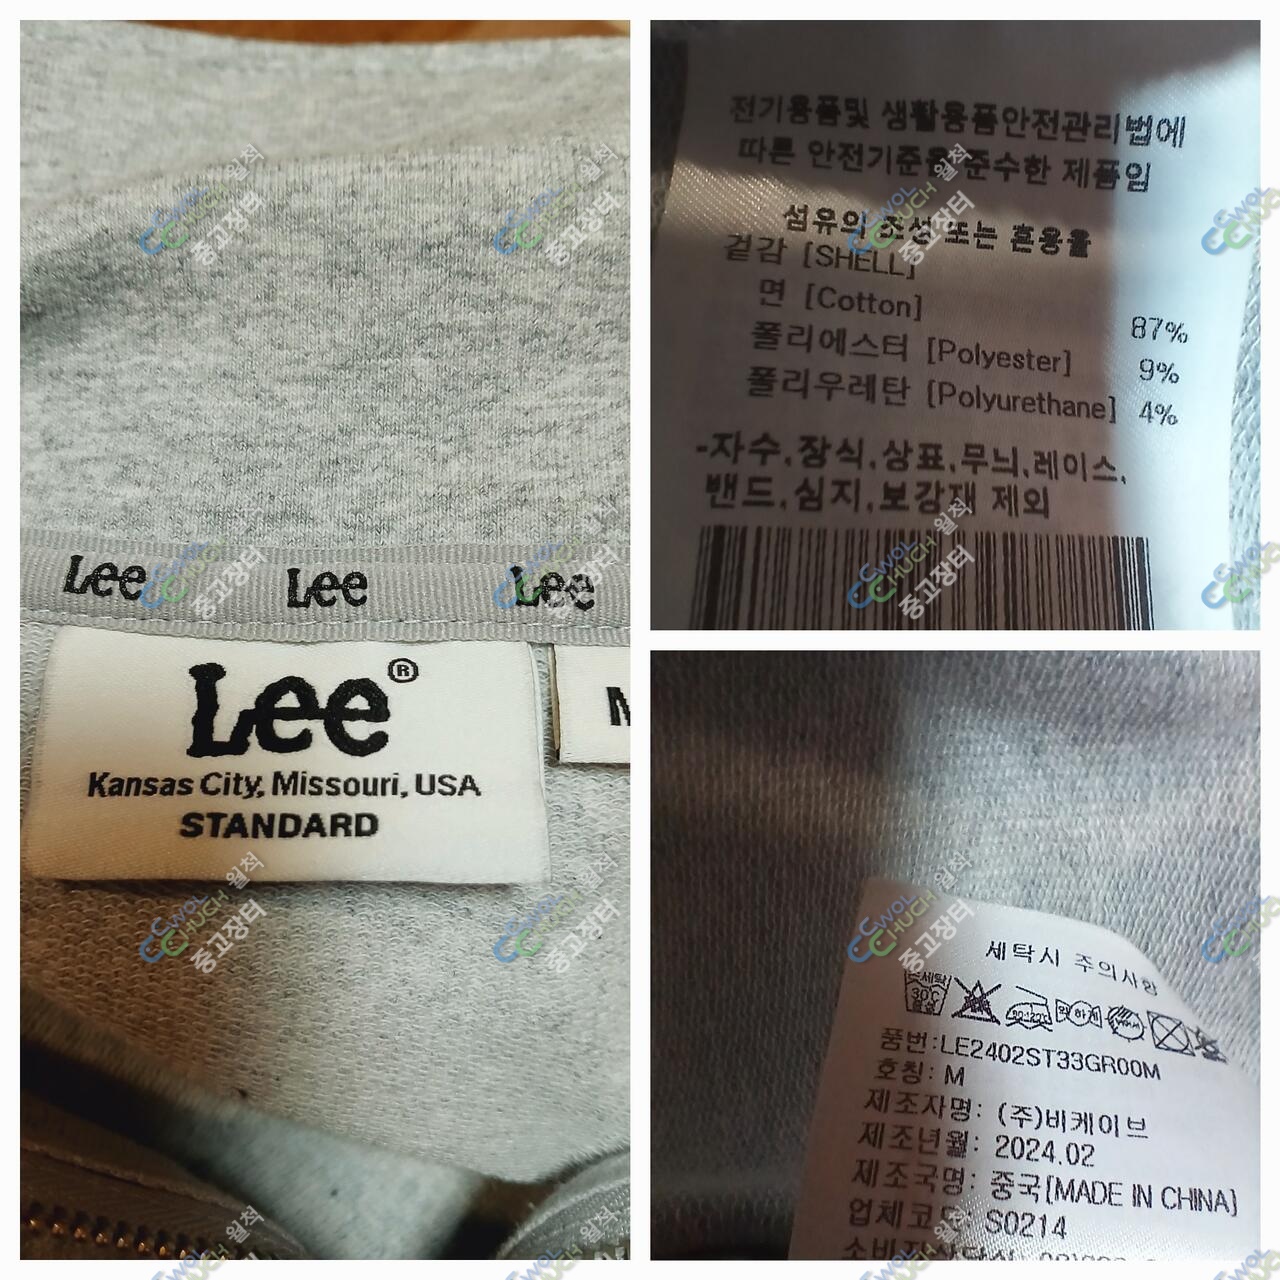 Lee Lee Lee
Lee®
Kansas City, Missouri, USA
STANDARD
전기용품및 생활용품안전관리법에
따른 안전기준을 준수한 제품임
섬유의 조성 또는 혼용율
겉감 [SHELL]
면 [Cotton] 87%
폴리에스터 [Polyester] 9%
폴리우레탄 [Polyurethane] 4%
-자수,장식,상표,무늬,레이스,
밴드,심지,보강재 제외
세탁시 주의사항
30℃
품번:LE2402ST33GR00M
호칭: M
제조자명: (주)비케이브
제조년월: 2024.02
제조국명: 중국[MADE IN CHINA]
업체코드: S0214
CWOL
CHUCH 월척
중고장터